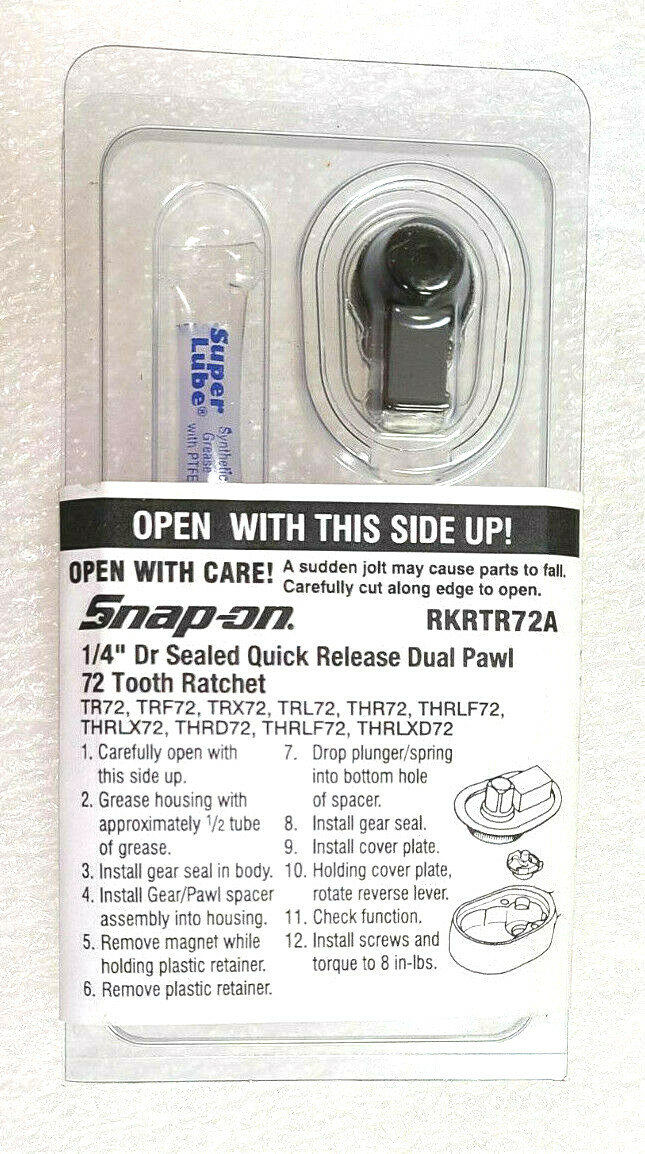 Super
Lube®
Synthetic
Grease
with PTFE
OPEN WITH THIS SIDE UP!
OPEN WITH CARE! A sudden jolt may cause parts to fall.
Carefully cut along edge to open.
Snap-on. RKRTR72A
1/4" Dr Sealed Quick Release Dual Pawl
72 Tooth Ratchet
TR72, TRF72, TRX72, TRL72, THR72, THRLF72,
THRLX72, THRD72, THRLF72, THRLXD72
1. Carefully open with
this side up.
2. Grease housing with
approximately 1/2 tube
of grease.
3. Install gear seal in body.
4. Install Gear/Pawl spacer
assembly into housing.
5. Remove magnet while
holding plastic retainer.
6. Remove plastic retainer.
7. Drop plunger/spring
into bottom hole
of spacer.
8. Install gear seal.
9. Install cover plate.
10. Holding cover plate,
rotate reverse lever.
11. Check function.
12. Install screws and
torque to 8 in-lbs.